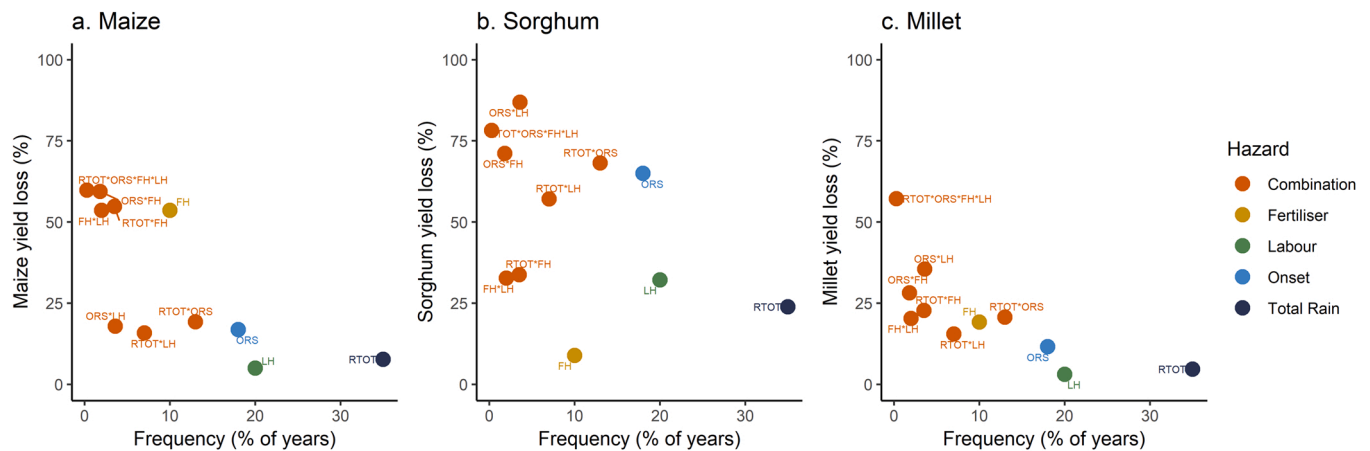 a. Maize
b. Sorghum
c. Millet
Maize yield loss (%)
100
75
50
25
0
RTOT*ORS*FH*LH
ORS*FH
FH
FH*LH
RTOT*FH
ORS*LH
RTOT*ORS
RTOT*LH
ORS
LH
RTOT
0
10
20
30
Frequency (% of years)
Sorghum yield loss (%)
100
75
50
25
0
ORS*LH
TOT*ORS*FH*LH
ORS*FH
RTOT*ORS
ORS
RTOT*LH
RTOT*FH
FH*LH
LH
RTOT
FH
0
10
20
30
Frequency (% of years)
Millet yield loss (%)
100
75
50
25
0
RTOT*ORS*FH*LH
ORS*LH
ORS*FH
RTOT*FH
FH
RTOT*ORS
FH*LH
RTOT*LH
ORS
RTOT
LH
0
10
20
30
Frequency (% of years)
Hazard
Combination
Fertiliser
Labour
Onset
Total Rain